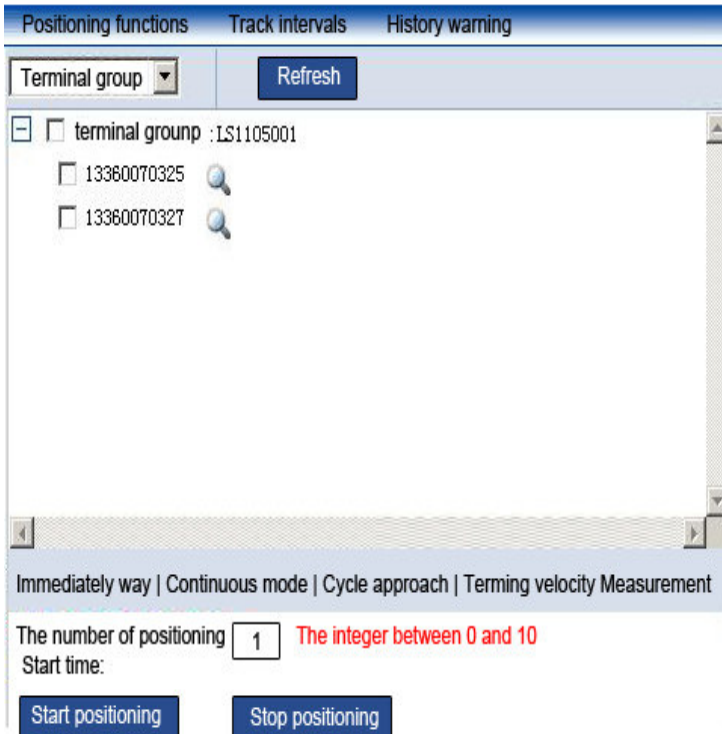 Positioning functions Track intervals History warning
Terminal group Refresh
terminal grounp :LS1105001
13360070325
13360070327
Immediately way | Continuous mode | Cycle approach | Terming velocity Measurement
The number of positioning 1 The integer between 0 and 10
Start time:
Start positioning Stop positioning